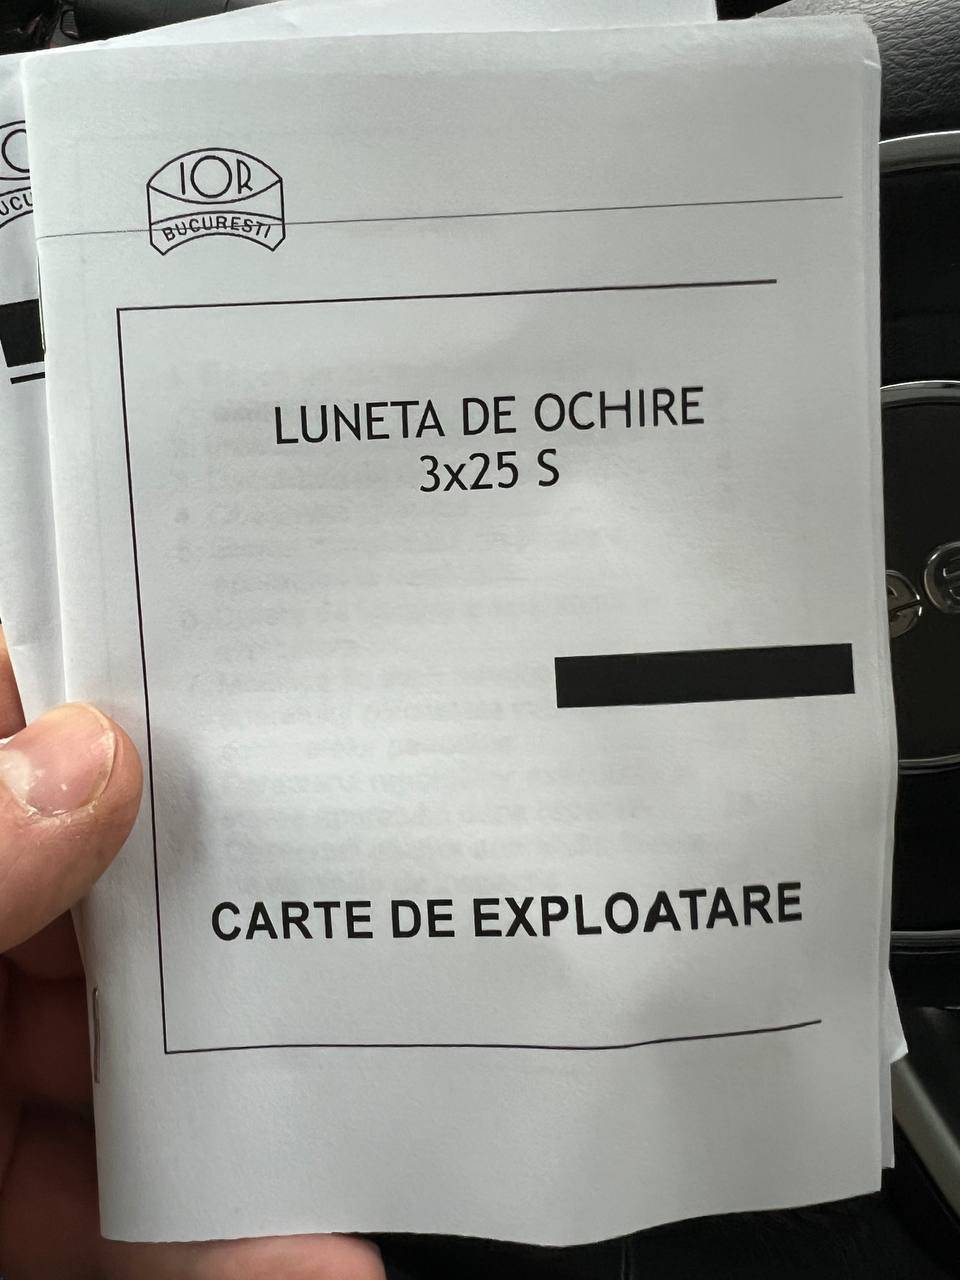 IOR
BUCURESTI
LUNETA DE OCHIRE
3x25 S
CARTE DE EXPLOATARE